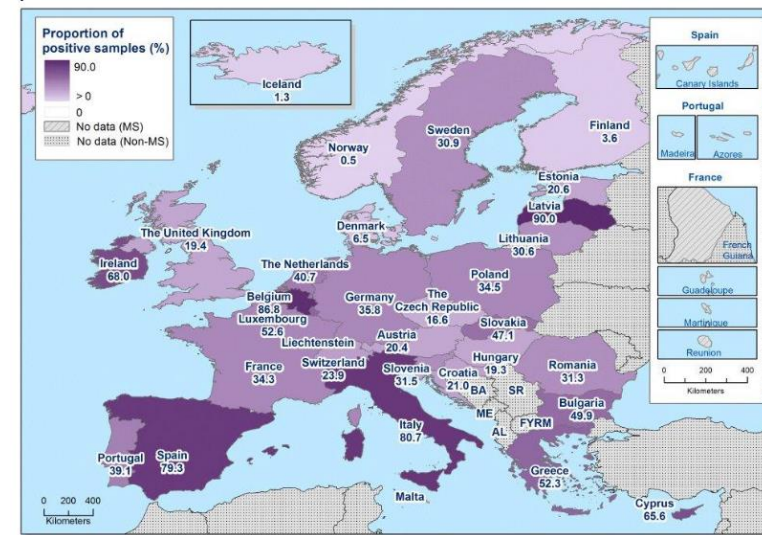 Proportion of
positive samples (%)
90.0
> 0
0
No data (MS)
No data (Non-MS)
Iceland
1.3
Spain
Canary Islands
Portugal
Madeira
Azores
France
French
Guiana
Guadeloupe
Martinique
Reunion
0 200 400
Kilometers
Norway
0.5
Sweden
30.9
Finland
3.6
Estonia
20.6
Latvia
90.0
Lithuania
30.6
Denmark
6.5
The United Kingdom
19.4
Ireland
68.0
The Netherlands
40.7
Belgium
86.8
Luxembourg
52.6
Germany
35.8
Poland
34.5
The
Czech Republic
16.6
Slovakia
47.1
Liechtenstein
Austria
20.4
Switzerland
23.9
France
34.3
Slovenia
31.5
Croatia
21.0
Hungary
19.3
Romania
31.3
BA
SR
ME
AL
FYRM
Bulgaria
49.9
Italy
80.7
Portugal
39.1
Spain
79.3
Greece
52.3
Malta
Cyprus
65.6
0 200 400
Kilometers